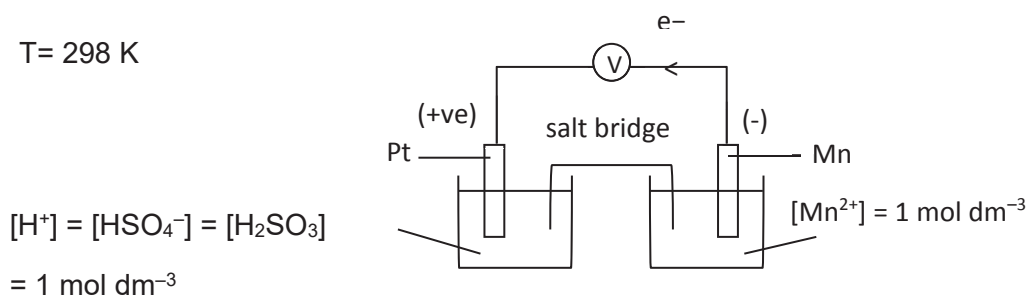 e−
T= 298 K
V
(+ve)
(-)
salt bridge
Pt
Mn
[H⁺] = [HSO₄⁻] = [H₂SO₃]
= 1 mol dm⁻³
[Mn²⁺] = 1 mol dm⁻³